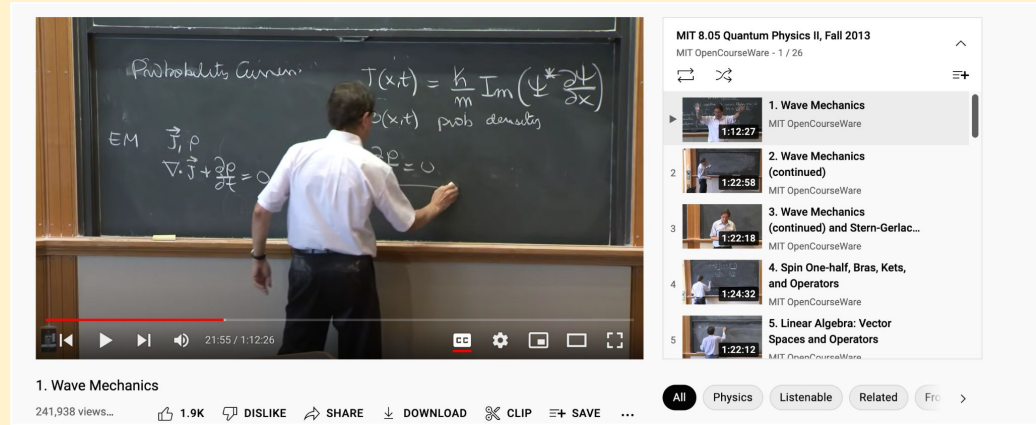 Probability Current
J(x,t) = ħ/m Im(Ψ* ∂Ψ/∂x)
(x,t) prob density
EM J⃗, ρ
∇·J⃗ + ∂ρ/∂t = 0
∂ρ = 0
21:55 / 1:12:26
CC
1. Wave Mechanics
241,938 views...
1.9K DISLIKE SHARE DOWNLOAD CLIP SAVE ...
MIT 8.05 Quantum Physics II, Fall 2013
MIT OpenCourseWare - 1 / 26
1:12:27
1. Wave Mechanics
MIT OpenCourseWare
2
1:22:58
2. Wave Mechanics
(continued)
MIT OpenCourseWare
3
1:22:18
3. Wave Mechanics
(continued) and Stern-Gerlac...
MIT OpenCourseWare
4
1:24:32
4. Spin One-half, Bras, Kets,
and Operators
MIT OpenCourseWare
5
1:22:12
5. Linear Algebra: Vector
Spaces and Operators
MIT OpenCourseWare
All Physics Listenable Related Fro